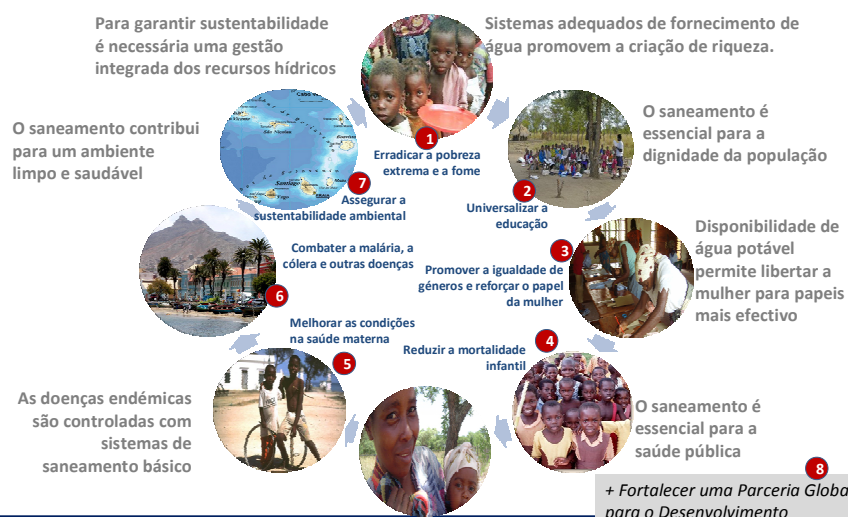 Para garantir sustentabilidade
é necessária uma gestão
integrada dos recursos hídricos
Sistemas adequados de fornecimento de
água promovem a criação de riqueza.
O saneamento contribui
para um ambiente
limpo e saudável
O saneamento é
essencial para a
dignidade da população
1
Erradicar a pobreza
extrema e a fome
2
Universalizar a
educação
7
Assegurar a
sustentabilidade ambiental
Disponibilidade de
água potável
permite libertar a
mulher para papeis
mais efectivo
3
Promover a igualdade de
géneros e reforçar o papel
da mulher
Combater a malária, a
cólera e outras doenças
6
Melhorar as condições
na saúde materna
5
4
Reduzir a mortalidade
infantil
As doenças endémicas
são controladas com
sistemas de
saneamento básico
O saneamento é
essencial para a
saúde pública
8
+ Fortalecer uma Parceria Globa
para o Desenvolvimento
São Nicolau
Santiago